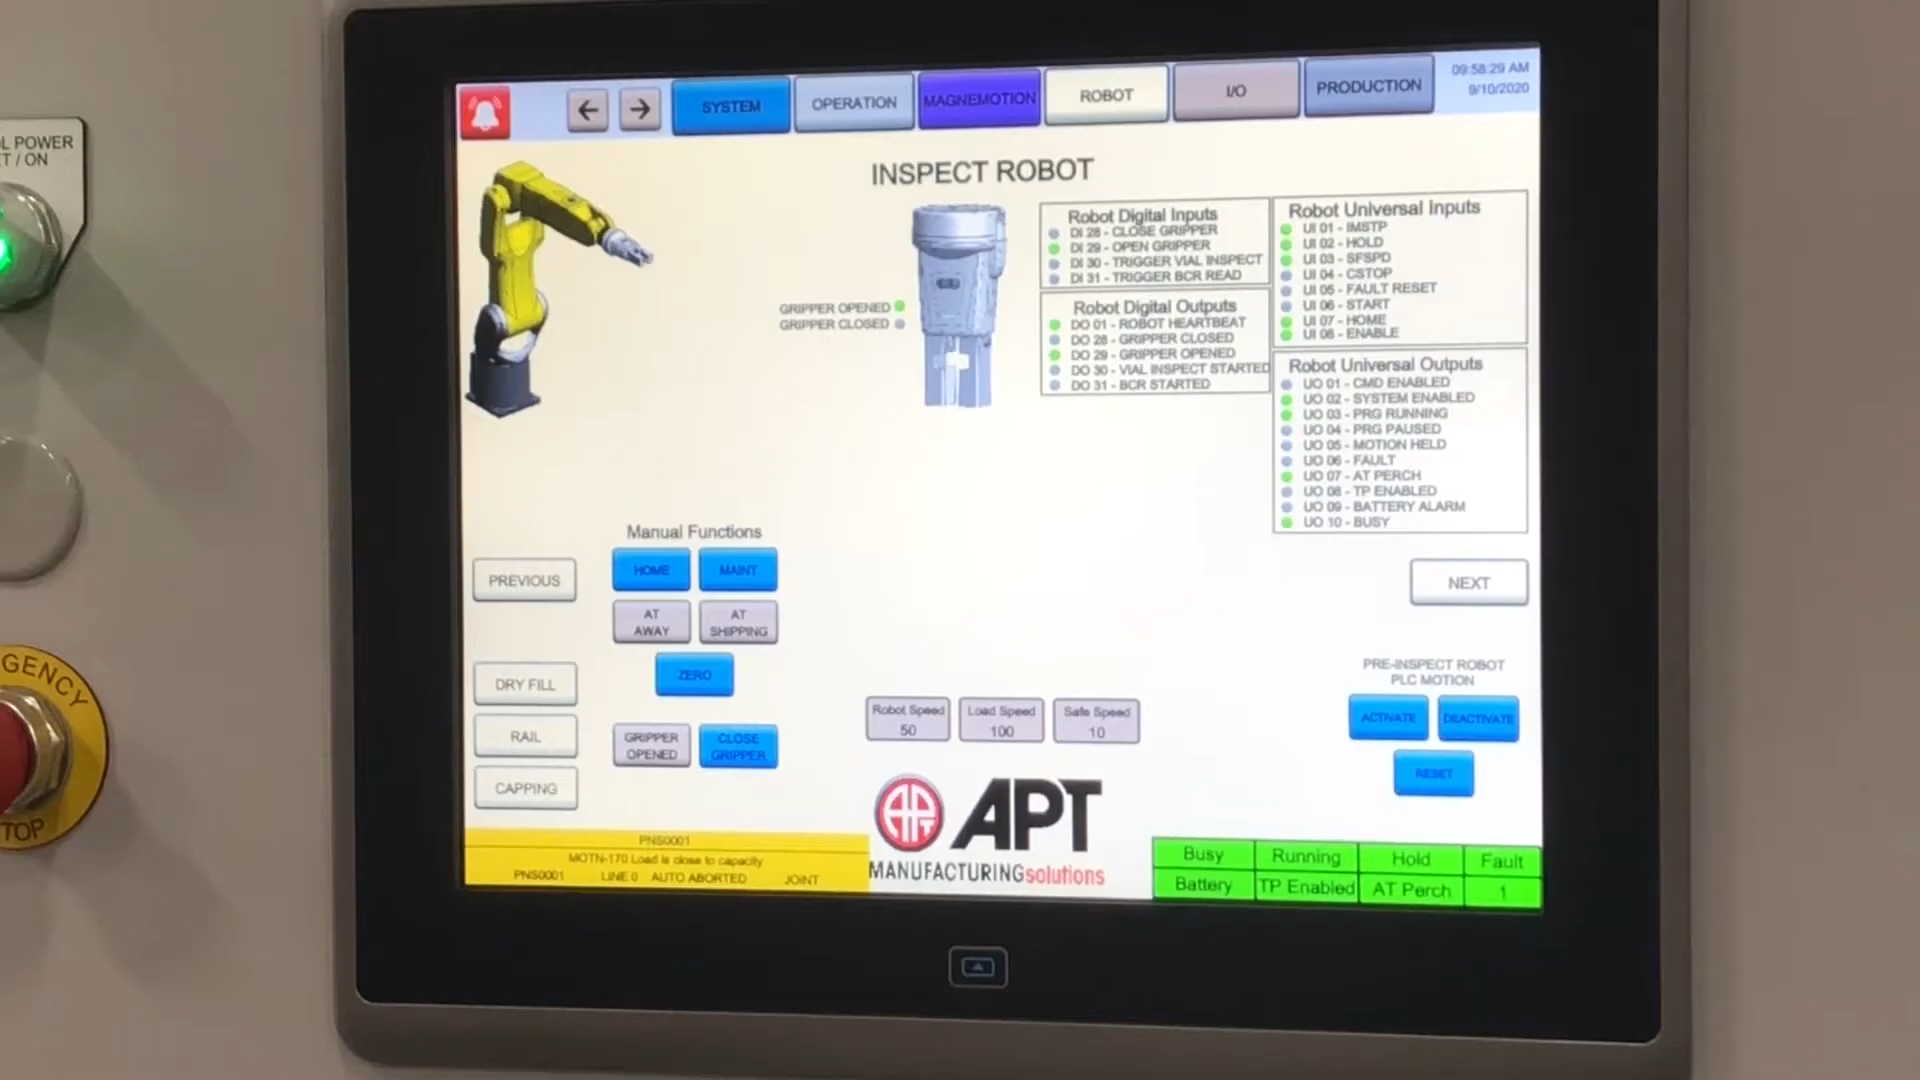 L POWER
T / ON
GENCY
TOP
SYSTEM
OPERATION
MAGNEMOTION
ROBOT
I/O
PRODUCTION
09:58:29 AM
9/10/2020
INSPECT ROBOT
GRIPPER OPENED
GRIPPER CLOSED
Robot Digital Inputs
DI 28 - CLOSE GRIPPER
DI 29 - OPEN GRIPPER
DI 30 - TRIGGER VIAL INSPECT
DI 31 - TRIGGER BCR READ
Robot Digital Outputs
DO 01 - ROBOT HEARTBEAT
DO 28 - GRIPPER CLOSED
DO 29 - GRIPPER OPENED
DO 30 - VIAL INSPECT STARTED
DO 31 - BCR STARTED
Robot Universal Inputs
UI 01 - IMSTP
UI 02 - HOLD
UI 03 - SFSPD
UI 04 - CSTOP
UI 05 - FAULT RESET
UI 06 - START
UI 07 - HOME
UI 08 - ENABLE
Robot Universal Outputs
UO 01 - CMD ENABLED
UO 02 - SYSTEM ENABLED
UO 03 - PRG RUNNING
UO 04 - PRG PAUSED
UO 05 - MOTION HELD
UO 06 - FAULT
UO 07 - AT PERCH
UO 08 - TP ENABLED
UO 09 - BATTERY ALARM
UO 10 - BUSY
Manual Functions
HOME
MAINT
AT
AWAY
AT
SHIPPING
ZERO
GRIPPER
OPENED
CLOSE
GRIPPER
PREVIOUS
DRY FILL
RAIL
CAPPING
NEXT
Robot Speed
50
Load Speed
100
Safe Speed
10
PRE-INSPECT ROBOT
PLC MOTION
ACTIVATE
DEACTIVATE
RESET
PNS0001
MOTN-170 Load is close to capacity
PNS0001 LINE 0 AUTO ABORTED JOINT
APT
MANUFACTURINGsolutions
Busy Running Hold Fault
Battery TP Enabled AT Perch 1